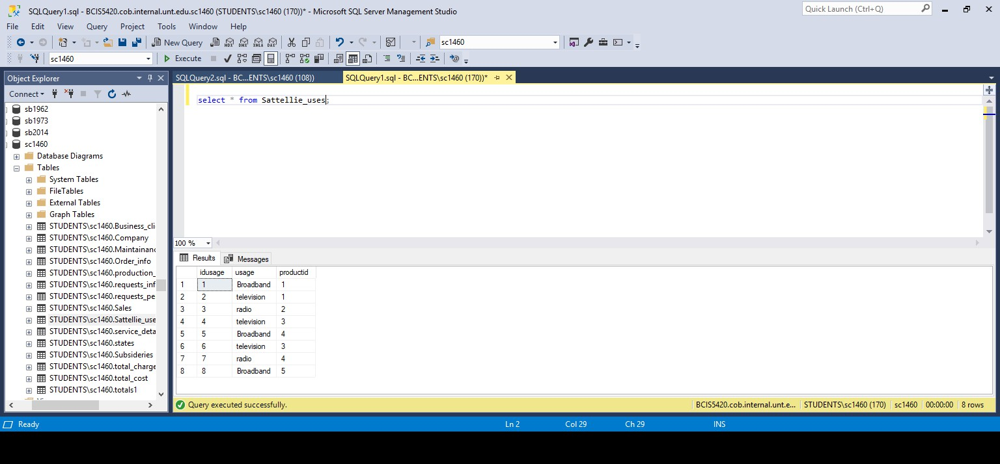 SQLQuery1.sql - BCIS5420.cob.internal.unt.edu.sc1460 (STUDENTS\sc1460 (170))* - Microsoft SQL Server Management Studio
Quick Launch (Ctrl+Q)
File Edit View Query Project Tools Window Help
New Query MDX DMX XMLA DAX sc1460
sc1460 Execute
Object Explorer
SQLQuery2.sql - BC...ENTS\sc1460 (108))
SQLQuery1.sql - BC...ENTS\sc1460 (170))*
Connect
sb1962
sb1973
sb2014
sc1460
Database Diagrams
Tables
System Tables
FileTables
External Tables
Graph Tables
STUDENTS\sc1460.Business_cli
STUDENTS\sc1460.Company
STUDENTS\sc1460.Maintainanc
STUDENTS\sc1460.Order_info
STUDENTS\sc1460.production_
STUDENTS\sc1460.requests_inf
STUDENTS\sc1460.requests_pe
STUDENTS\sc1460.Sales
STUDENTS\sc1460.Sattellie_use
STUDENTS\sc1460.service_deta
STUDENTS\sc1460.states
STUDENTS\sc1460.Subsideries
STUDENTS\sc1460.total_charge
STUDENTS\sc1460.total_cost
STUDENTS\sc1460.totals1
select * from Sattellie_uses;
100 %
Results Messages
idusage usage productid
1 1 Broadband 1
2 2 television 1
3 3 radio 2
4 4 television 3
5 5 Broadband 4
6 6 television 3
7 7 radio 4
8 8 Broadband 5
Query executed successfully.
BCIS5420.cob.internal.unt.e... STUDENTS\sc1460 (170) sc1460 00:00:00 8 rows
Ready Ln 2 Col 29 Ch 29 INS